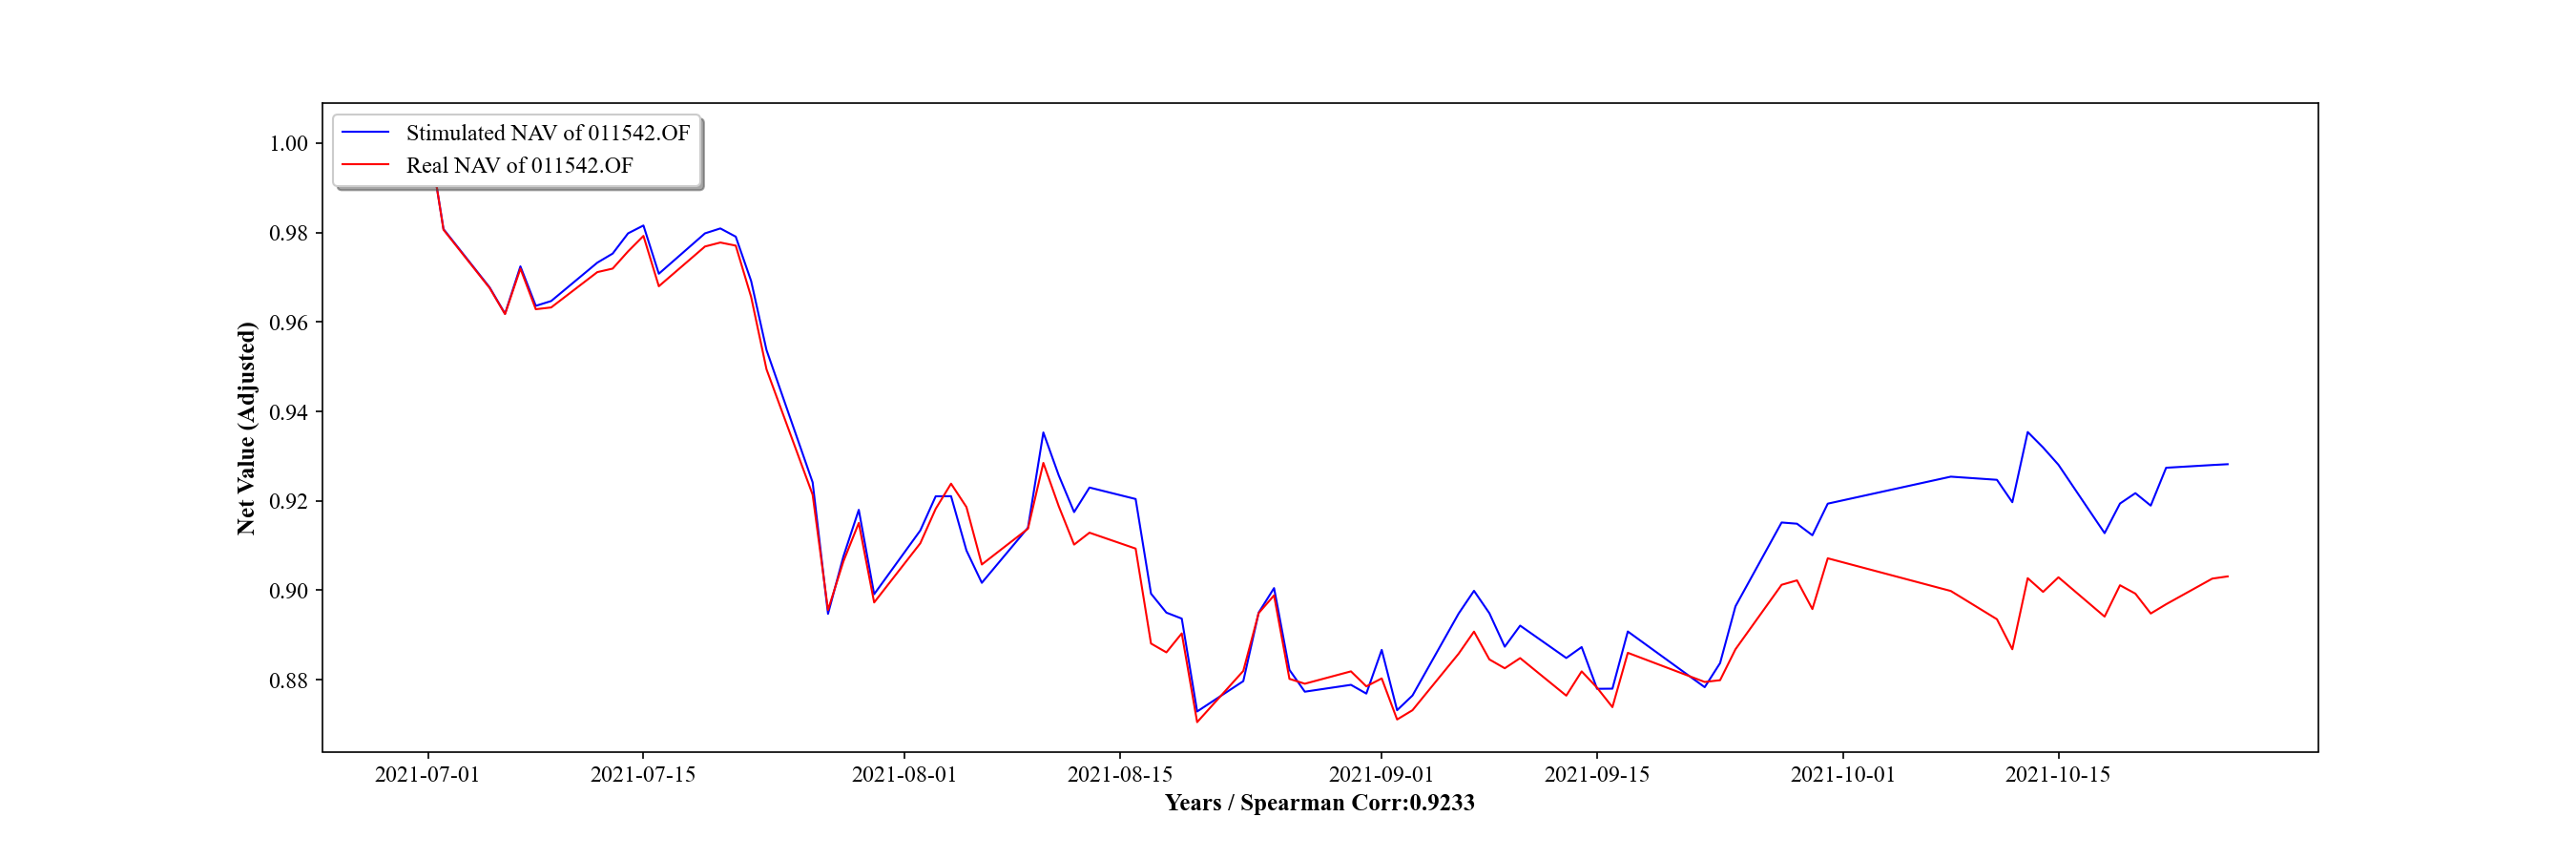 Stimulated NAV of 011542.OF
Real NAV of 011542.OF
1.00
0.98
0.96
0.94
0.92
0.90
0.88
Net Value (Adjusted)
2021-07-01 2021-07-15 2021-08-01 2021-08-15 2021-09-01 2021-09-15 2021-10-01 2021-10-15
Years / Spearman Corr:0.9233